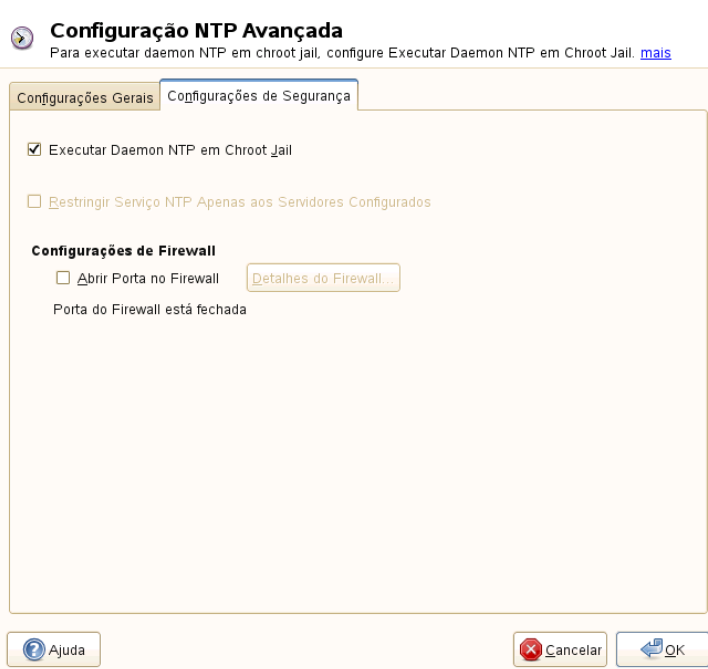 Configuração NTP Avançada
Para executar daemon NTP em chroot jail, configure Executar Daemon NTP em Chroot Jail. mais
Configurações Gerais
Configurações de Segurança
Executar Daemon NTP em Chroot Jail
Restringir Serviço NTP Apenas aos Servidores Configurados
Configurações de Firewall
Abrir Porta no Firewall
Detalhes do Firewall...
Porta do Firewall está fechada
Ajuda
Cancelar
OK